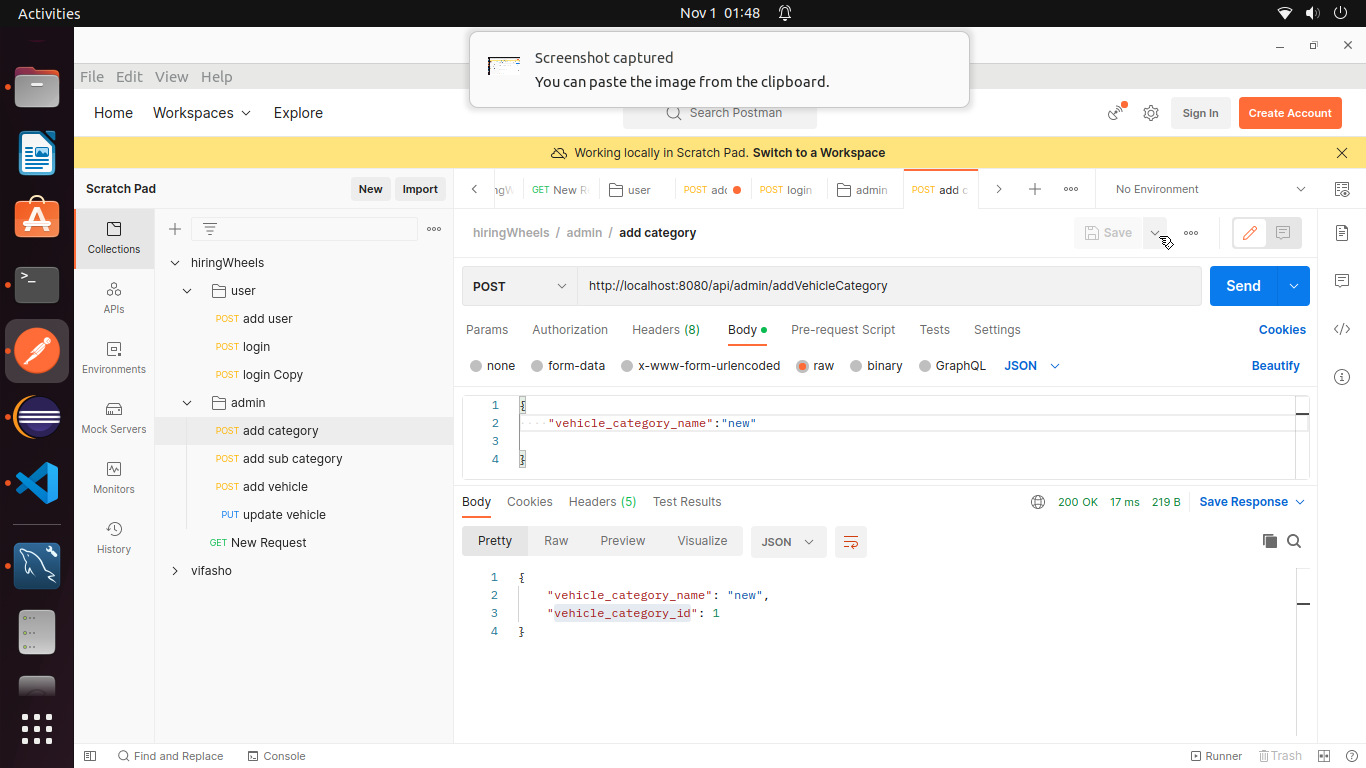 Activities
Nov 1 01:48
Screenshot captured
You can paste the image from the clipboard.
File Edit View Help
Home Workspaces Explore
Search Postman
Sign In
Create Account
Working locally in Scratch Pad. Switch to a Workspace
Scratch Pad
New
Import
GET New R
user
POST add
POST login
admin
POST add c
No Environment
Collections
APIs
Environments
Mock Servers
Monitors
History
hiringWheels
user
POST add user
POST login
POST login Copy
admin
POST add category
POST add sub category
POST add vehicle
PUT update vehicle
GET New Request
vifasho
hiringWheels / admin / add category
Save
POST
http://localhost:8080/api/admin/addVehicleCategory
Send
Params Authorization Headers (8) Body Pre-request Script Tests Settings
Cookies
none form-data x-www-form-urlencoded raw binary GraphQL JSON
Beautify
1 {
2 "vehicle_category_name":"new"
3
4 }
Body Cookies Headers (5) Test Results
200 OK 17 ms 219 B Save Response
Pretty Raw Preview Visualize JSON
1 {
2 "vehicle_category_name": "new",
3 "vehicle_category_id": 1
4 }
Find and Replace
Console
Runner
Trash